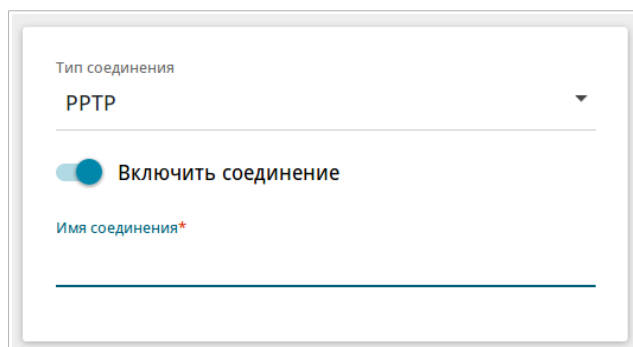 Тип соединения
PPTP
Включить соединение
Имя соединения*